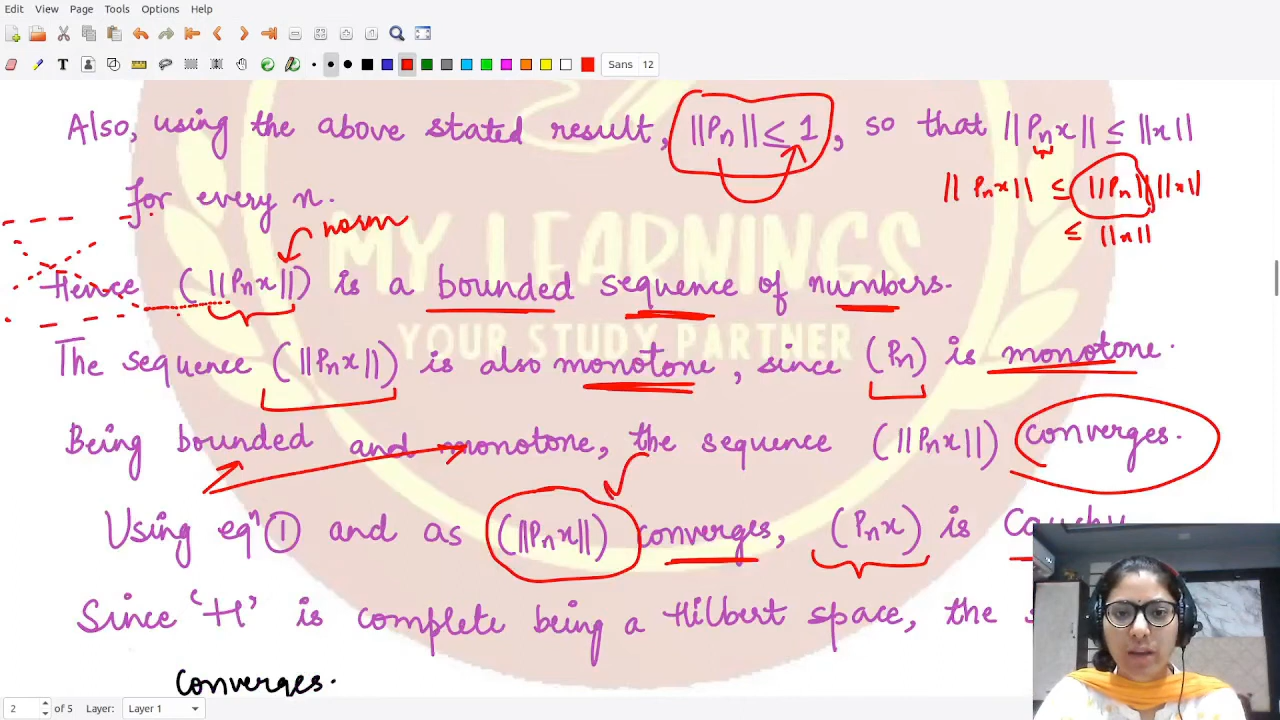 Edit View Page Tools Options Help
Sans 12
Also, using the above stated result, ||Pn|| ≤ 1, so that ||Pnx|| ≤ ||x||
for every n.
||Pnx|| ≤ ||Pn|| ||x||
≤ ||x||
norm
MY LEARNINGS
Hence (||Pnx||) is a bounded sequence of numbers.
YOUR STUDY PARTNER
The sequence (||Pnx||) is also monotone, since (Pn) is monotone.
Being bounded and monotone, the sequence (||Pnx||) converges.
Using eqⁿ ① and as (||Pnx||) converges, (Pnx) is Cauchy
Since 'H' is complete being a Hilbert space, the
converges.
2 of 5 Layer: Layer 1